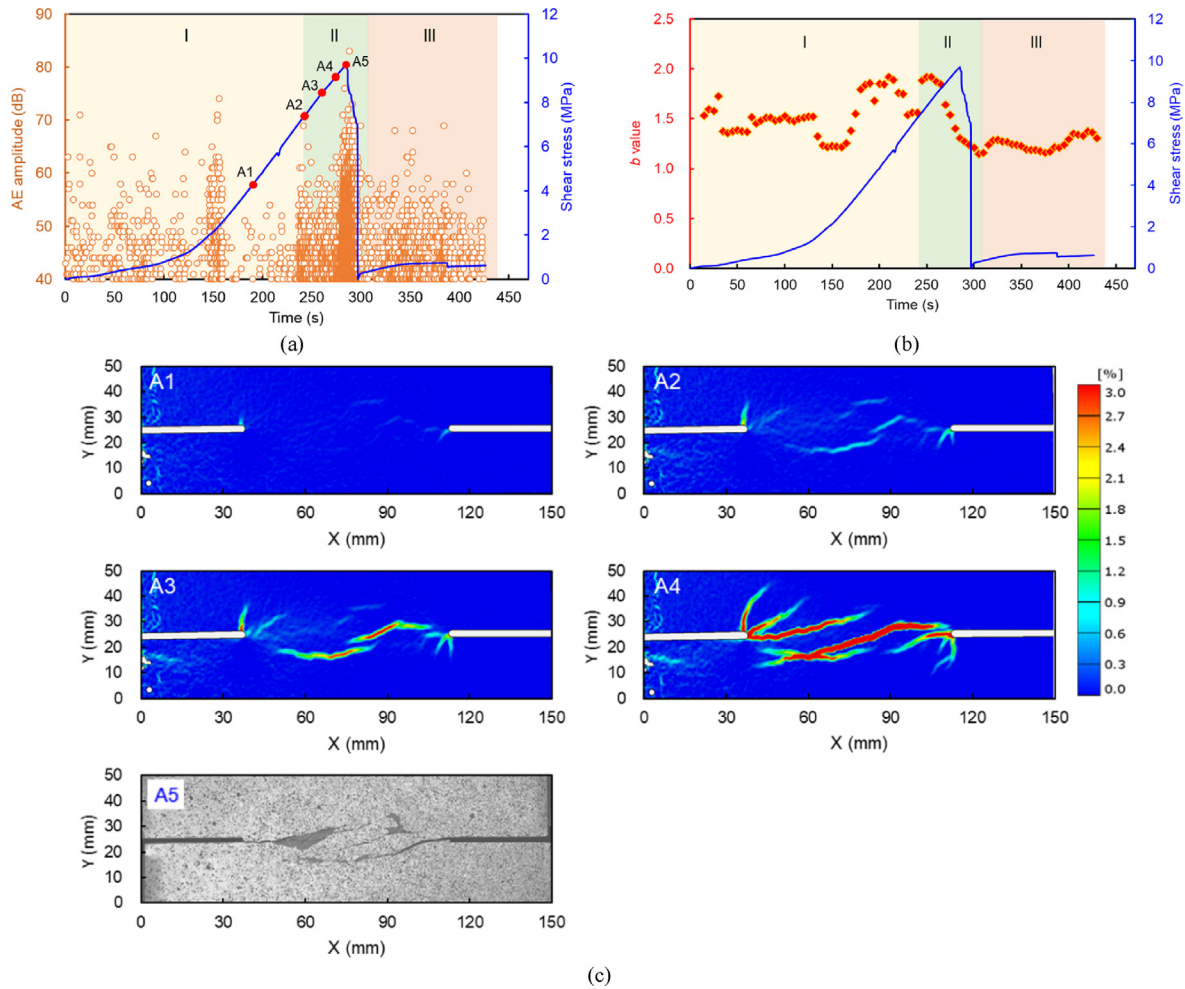 90 80 70 60 50 40
AE amplitude (dB)
I II III
A1 A2 A3 A4 A5
12 10 8 6 4 2 0
Shear stress (MPa)
0 50 100 150 200 250 300 350 400 450
Time (s)
(a)
2.5 2.0 1.5 1.0 0.5 0.0
b value
I II III
12 10 8 6 4 2 0
Shear stress (MPa)
0 50 100 150 200 250 300 350 400 450
Time (s)
(b)
A1
50 40 30 20 10 0
Y (mm)
0 30 60 90 120 150
X (mm)
A2
50 40 30 20 10 0
Y (mm)
0 30 60 90 120 150
X (mm)
[%]
3.0
2.7
2.4
2.1
1.8
1.5
1.2
0.9
0.6
0.3
0.0
A3
50 40 30 20 10 0
Y (mm)
0 30 60 90 120 150
X (mm)
A4
50 40 30 20 10 0
Y (mm)
0 30 60 90 120 150
X (mm)
A5
50 40 30 20 10 0
Y (mm)
0 30 60 90 120 150
X (mm)
(c)